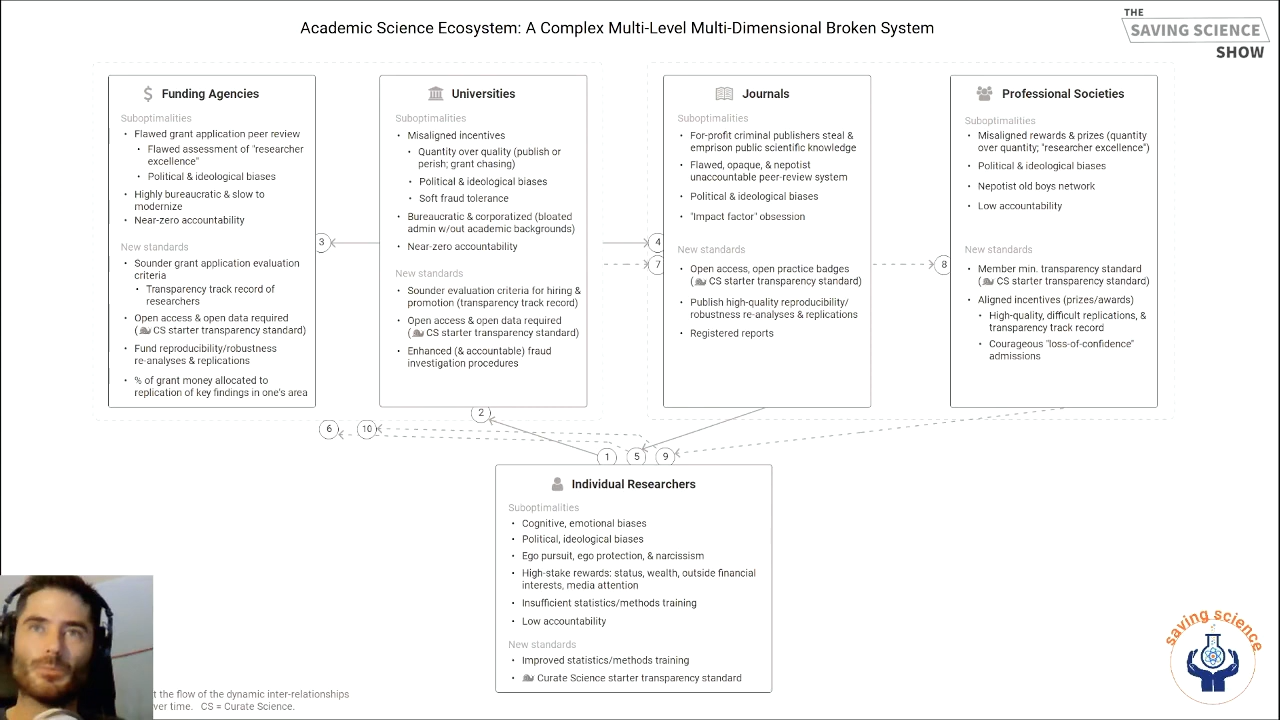 Academic Science Ecosystem: A Complex Multi-Level Multi-Dimensional Broken System
THE
SAVING SCIENCE
SHOW
Funding Agencies
Suboptimalities
• Flawed grant application peer review
• Flawed assessment of "researcher
excellence"
• Political & ideological biases
• Highly bureaucratic & slow to
modernize
• Near-zero accountability
New standards
• Sounder grant application evaluation
criteria
• Transparency track record of
researchers
• Open access & open data required
( CS starter transparency standard)
• Fund reproducibility/robustness
re-analyses & replications
• % of grant money allocated to
replication of key findings in one's area
Universities
Suboptimalities
• Misaligned incentives
• Quantity over quality (publish or
perish; grant chasing)
• Political & ideological biases
• Soft fraud tolerance
• Bureaucratic & corporatized (bloated
admin w/out academic backgrounds)
• Near-zero accountability
New standards
• Sounder evaluation criteria for hiring &
promotion (transparency track record)
• Open access & open data required
( CS starter transparency standard)
• Enhanced (& accountable) fraud
investigation procedures
Journals
Suboptimalities
• For-profit criminal publishers steal &
emprison public scientific knowledge
• Flawed, opaque, & nepotist
unaccountable peer-review system
• Political & ideological biases
• "Impact factor" obsession
New standards
• Open access, open practice badges
( CS starter transparency standard)
• Publish high-quality reproducibility/
robustness re-analyses & replications
• Registered reports
Professional Societies
Suboptimalities
• Misaligned rewards & prizes (quantity
over quantity; "researcher excellence")
• Political & ideological biases
• Nepotist old boys network
• Low accountability
New standards
• Member min. transparency standard
( CS starter transparency standard)
• Aligned incentives (prizes/awards)
• High-quality, difficult replications, &
transparency track record
• Courageous "loss-of-confidence"
admissions
3
4
7
8
2
6
10
1
5
9
Individual Researchers
Suboptimalities
• Cognitive, emotional biases
• Political, ideological biases
• Ego pursuit, ego protection, & narcissism
• High-stake rewards: status, wealth, outside financial
interests, media attention
• Insufficient statistics/methods training
• Low accountability
New standards
• Improved statistics/methods training
• Curate Science starter transparency standard
t the flow of the dynamic inter-relationships
ver time. CS = Curate Science.
saving science